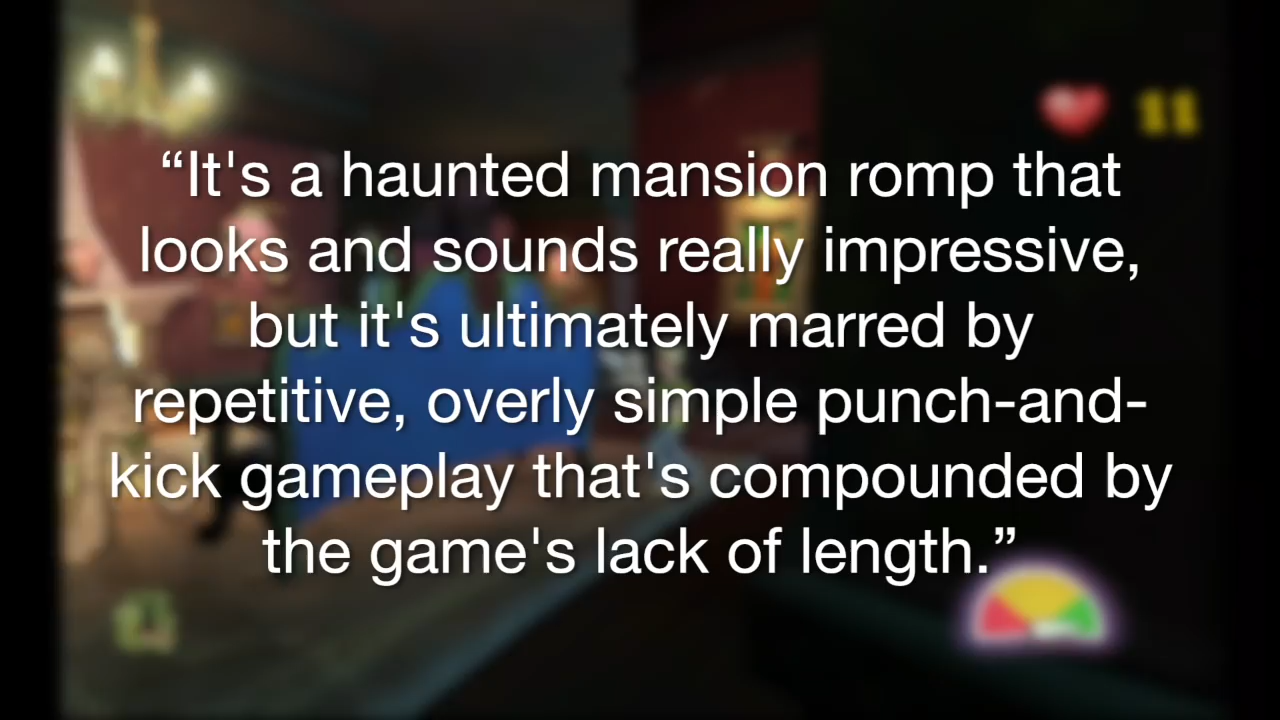 “It's a haunted mansion romp that
looks and sounds really impressive,
but it's ultimately marred by
repetitive, overly simple punch-and-
kick gameplay that's compounded by
the game's lack of length.”
11